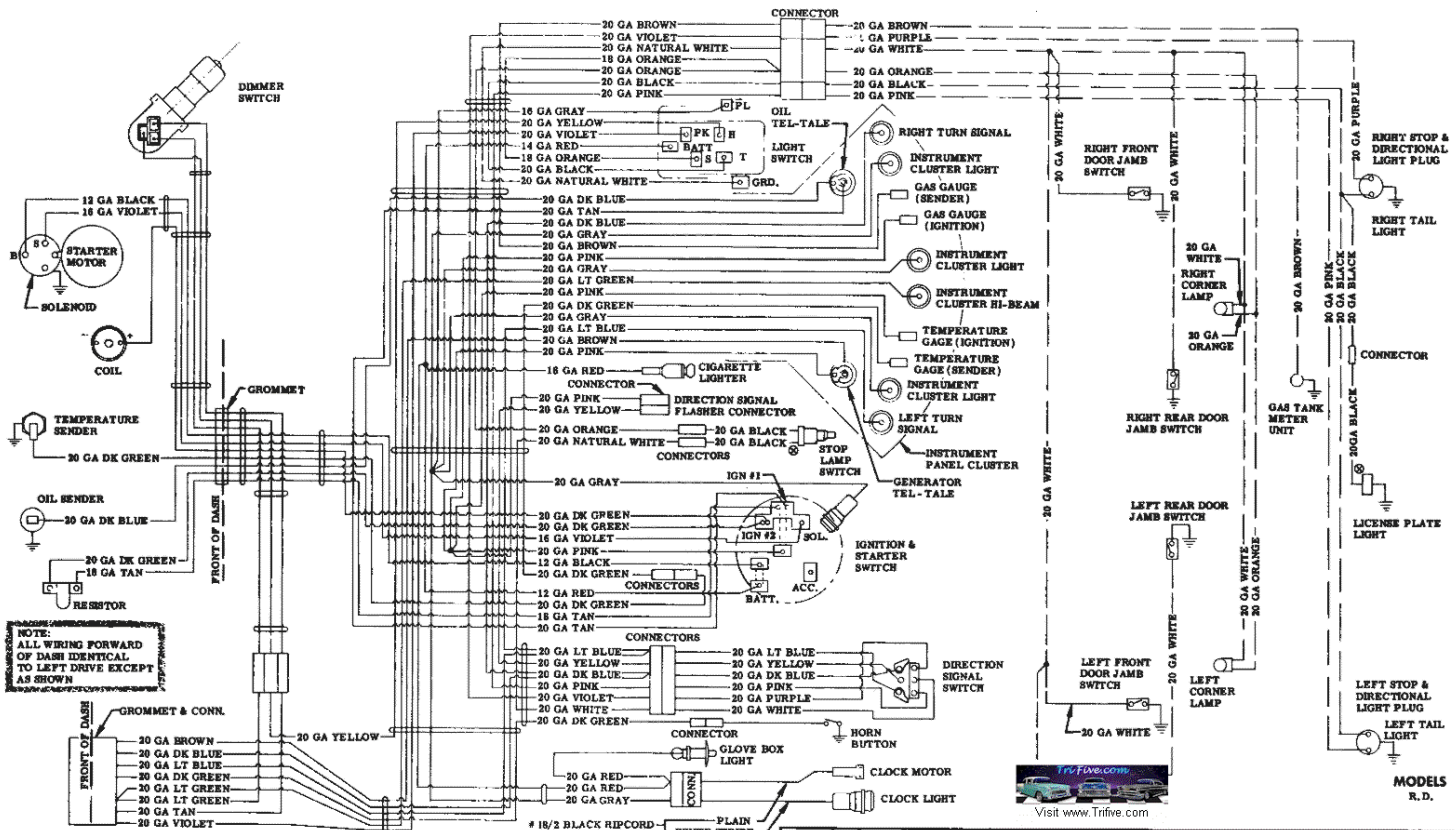 CONNECTOR
20 GA BROWN
20 GA VIOLET
20 GA NATURAL WHITE
18 GA ORANGE
20 GA ORANGE
20 GA BLACK
20 GA PINK
20 GA BROWN
GA PURPLE
GA WHITE
20 GA ORANGE
20 GA BLACK
20 GA PINK
DIMMER
SWITCH
16 GA GRAY
20 GA YELLOW
20 GA VIOLET
14 GA RED
18 GA ORANGE
20 GA BLACK
20 GA NATURAL WHITE
PL
PK
H
BATT
S
T
GRD.
LIGHT
SWITCH
OIL
TEL-TALE
RIGHT TURN SIGNAL
INSTRUMENT
CLUSTER LIGHT
GAS GAUGE
(SENDER)
GAS GAUGE
(IGNITION)
INSTRUMENT
CLUSTER LIGHT
INSTRUMENT
CLUSTER HI-BEAM
TEMPERATURE
GAGE (IGNITION)
TEMPERATURE
GAGE (SENDER)
INSTRUMENT
CLUSTER LIGHT
LEFT TURN
SIGNAL
INSTRUMENT
PANEL CLUSTER
GENERATOR
TEL-TALE
20 GA DK BLUE
20 GA TAN
20 GA DK BLUE
20 GA GRAY
20 GA BROWN
20 GA PINK
20 GA GRAY
20 GA LT GREEN
20 GA PINK
20 GA DK GREEN
20 GA GRAY
20 GA LT BLUE
20 GA BROWN
20 GA PINK
16 GA RED
CIGARETTE
LIGHTER
CONNECTOR
20 GA PINK
20 GA YELLOW
DIRECTION SIGNAL
FLASHER CONNECTOR
20 GA ORANGE
20 GA BLACK
20 GA NATURAL WHITE
20 GA BLACK
CONNECTORS
STOP
LAMP
SWITCH
12 GA BLACK
16 GA VIOLET
B
S
STARTER
MOTOR
SOLENOID
+
COIL
GROMMET
TEMPERATURE
SENDER
20 GA DK GREEN
OIL SENDER
20 GA DK BLUE
20 GA DK GREEN
18 GA TAN
RESISTOR
FRONT OF DASH
NOTE:
ALL WIRING FORWARD
OF DASH IDENTICAL
TO LEFT DRIVE EXCEPT
AS SHOWN
20 GA GRAY
20 GA DK GREEN
20 GA DK GREEN
16 GA VIOLET
20 GA PINK
12 GA BLACK
20 GA DK GREEN
CONNECTORS
12 GA RED
20 GA DK GREEN
18 GA TAN
20 GA TAN
IGN #1
IGN #2
SOL.
ACC.
BATT.
IGNITION &
STARTER
SWITCH
CONNECTORS
20 GA LT BLUE
20 GA YELLOW
20 GA DK BLUE
20 GA PINK
20 GA VIOLET
20 GA WHITE
20 GA LT BLUE
20 GA YELLOW
20 GA DK BLUE
20 GA PINK
20 GA PURPLE
20 GA WHITE
DIRECTION
SIGNAL
SWITCH
20 GA DK GREEN
CONNECTOR
HORN
BUTTON
GLOVE BOX
LIGHT
20 GA RED
20 GA RED
20 GA GRAY
CONN.
CLOCK MOTOR
CLOCK LIGHT
# 18/2 BLACK RIPCORD
PLAIN
FRONT OF DASH
GROMMET & CONN.
20 GA YELLOW
20 GA BROWN
20 GA DK BLUE
20 GA LT BLUE
20 GA DK GREEN
20 GA LT GREEN
20 GA LT GREEN
20 GA TAN
20 GA VIOLET
20 GA WHITE
20 GA WHITE
RIGHT FRONT
DOOR JAMB
SWITCH
20 GA PURPLE
RIGHT STOP &
DIRECTIONAL
LIGHT PLUG
RIGHT TAIL
LIGHT
20 GA
WHITE
RIGHT
CORNER
LAMP
20 GA
ORANGE
20 GA BROWN
20 GA PINK
20 GA BLACK
20 GA BLACK
CONNECTOR
GAS TANK
METER
UNIT
RIGHT REAR DOOR
JAMB SWITCH
20GA BLACK
LICENSE PLATE
LIGHT
20 GA WHITE
LEFT REAR DOOR
JAMB SWITCH
20 GA WHITE
20 GA ORANGE
20 GA WHITE
LEFT FRONT
DOOR JAMB
SWITCH
20 GA WHITE
LEFT
CORNER
LAMP
LEFT STOP &
DIRECTIONAL
LIGHT PLUG
LEFT TAIL
LIGHT
TriFive.com
Visit www.Trifive.com
MODELS
R.D.